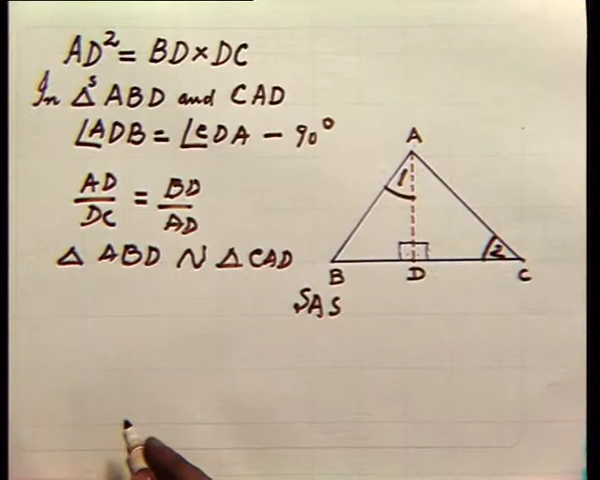 AD² = BD × DC
In Δˢ ABD and CAD
∠ADB = ∠CDA – 90°
AD/DC = BD/AD
Δ ABD ~ Δ CAD
SAS
A
1
2
B
D
C